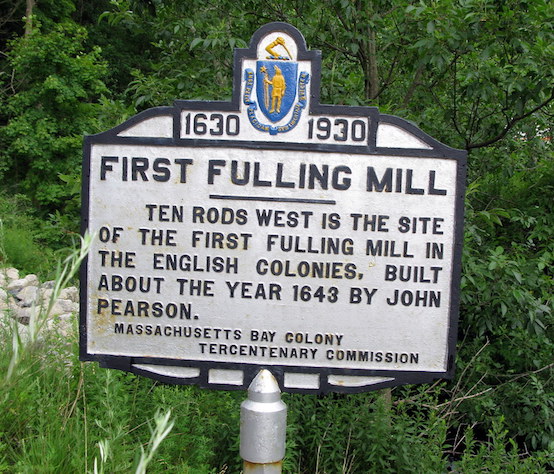 1630 1930
FIRST FULLING MILL
TEN RODS WEST IS THE SITE
OF THE FIRST FULLING MILL IN
THE ENGLISH COLONIES, BUILT
ABOUT THE YEAR 1643 BY JOHN
PEARSON.
MASSACHUSETTS BAY COLONY
TERCENTENARY COMMISSION